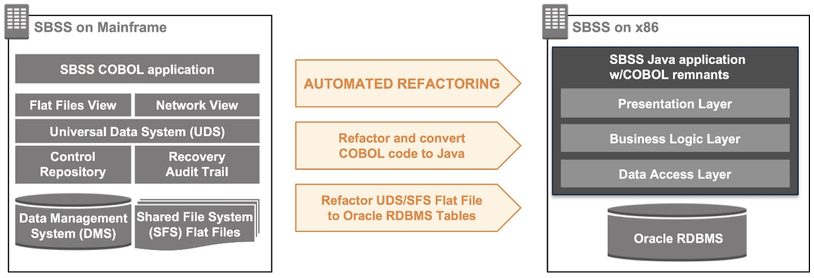 SBSS on Mainframe
SBSS COBOL application
Flat Files View
Network View
Universal Data System (UDS)
Control
Repository
Recovery
Audit Trail
Data Management
System (DMS)
Shared File System
(SFS) Flat Files
AUTOMATED REFACTORING
Refactor and convert
COBOL code to Java
Refactor UDS/SFS Flat File
to Oracle RDBMS Tables
SBSS on x86
SBSS Java application
w/COBOL remnants
Presentation Layer
Business Logic Layer
Data Access Layer
Oracle RDBMS